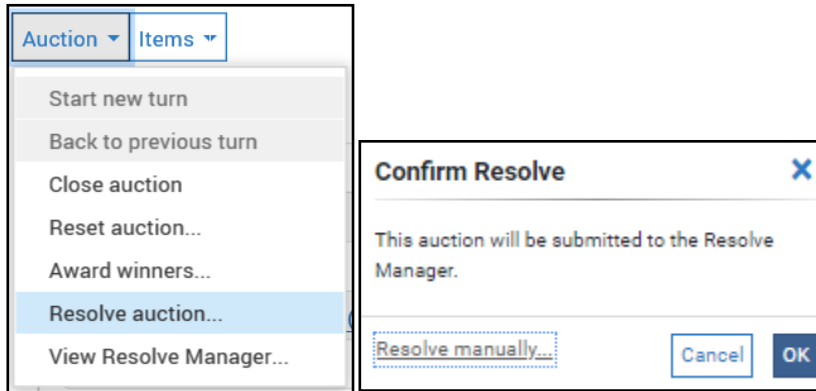 Auction Items
Start new turn
Back to previous turn
Close auction
Reset auction...
Award winners...
Resolve auction...
View Resolve Manager...
Confirm Resolve
This auction will be submitted to the Resolve
Manager.
Resolve manually...
Cancel OK